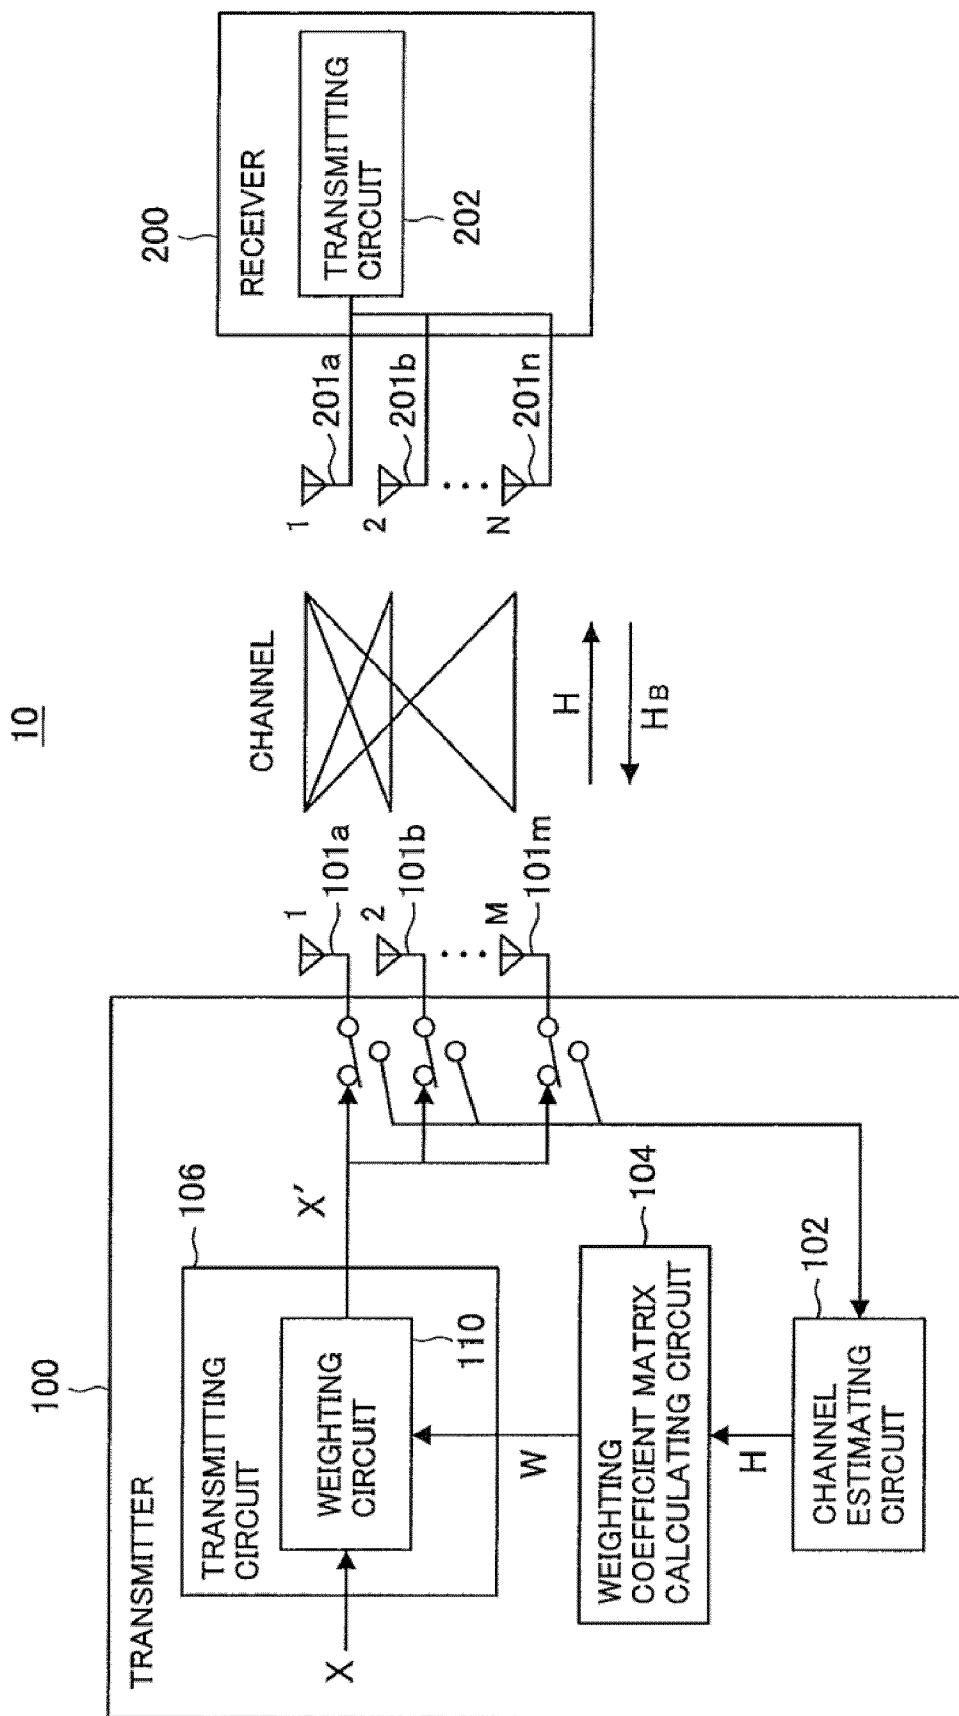 10
100
TRANSMITTER
106
TRANSMITTING
CIRCUIT
WEIGHTING
CIRCUIT
110
X
X'
W
104
WEIGHTING
COEFFICIENT MATRIX
CALCULATING CIRCUIT
H
102
CHANNEL
ESTIMATING
CIRCUIT
1
101a
2
101b
...
M
101m
CHANNEL
H
HB
1
201a
2
201b
...
N
201n
200
RECEIVER
TRANSMITTING
CIRCUIT
202